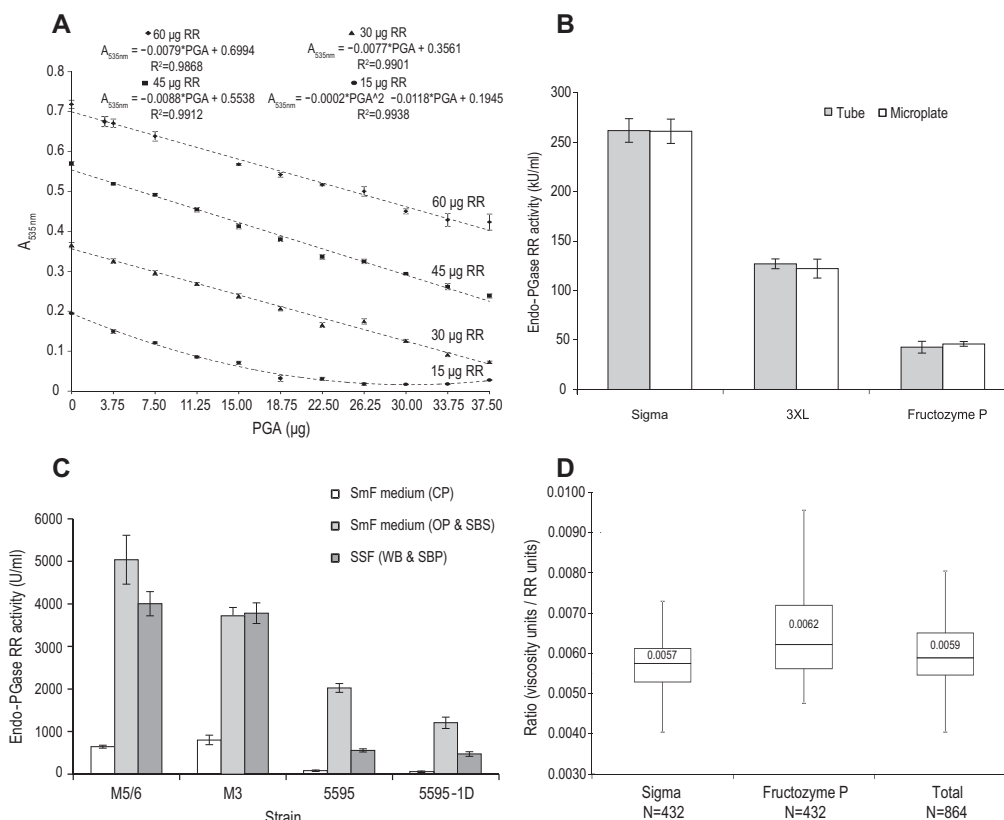 A
60 µg RR
A535nm = −0.0079*PGA + 0.6994
R²=0.9868
30 µg RR
A535nm = −0.0077*PGA + 0.3561
R²=0.9901
45 µg RR
A535nm = −0.0088*PGA + 0.5538
R²=0.9912
15 µg RR
A535nm = −0.0002*PGA^2 −0.0118*PGA + 0.1945
R²=0.9938
A535nm
0.8
0.7
0.6
0.5
0.4
0.3
0.2
0.1
0
60 µg RR
45 µg RR
30 µg RR
15 µg RR
0 3.75 7.50 11.25 15.00 18.75 22.50 26.25 30.00 33.75 37.50
PGA (µg)
B
Tube Microplate
Endo-PGase RR activity (kU/ml)
300
250
200
150
100
50
0
Sigma 3XL Fructozyme P
C
SmF medium (CP)
SmF medium (OP & SBS)
SSF (WB & SBP)
Endo-PGase RR activity (U/ml)
6000
5000
4000
3000
2000
1000
0
M5/6 M3 5595 5595-1D
Strain
D
Ratio (viscosity units / RR units)
0.0100
0.0090
0.0080
0.0070
0.0060
0.0050
0.0040
0.0030
0.0057
0.0062
0.0059
Sigma Fructozyme P Total
N=432 N=432 N=864